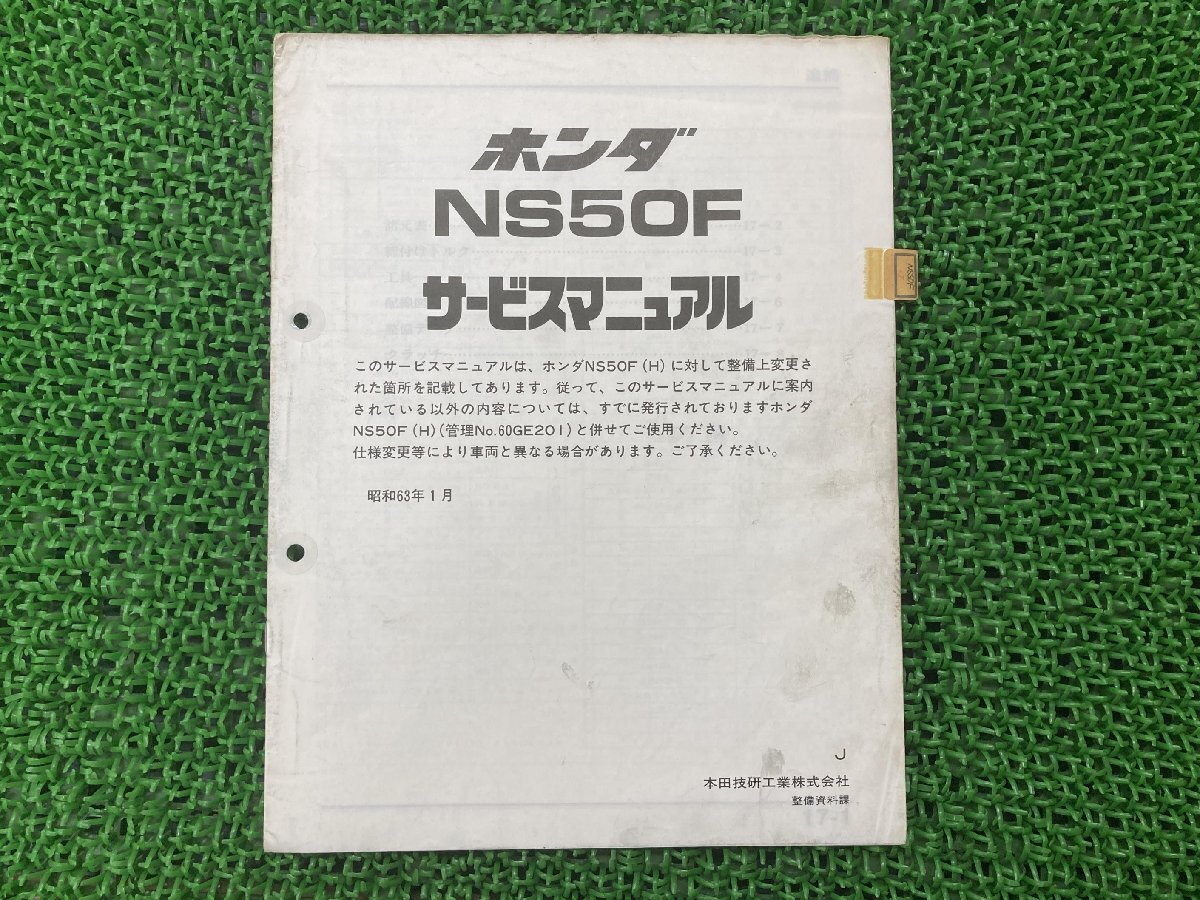 ホンダ
NS50F
サービスマニュアル
このサービスマニュアルは、ホンダNS50F(H)に対して整備上変更さ
れた箇所を記載してあります。従って、このサービスマニュアルに案内
されている以外の内容については、すでに発行されておりますホンダ
NS50F(H)(管理No.60GE201)と併せてご使用ください。
仕様変更等により車両と異なる場合があります。ご了承ください。
昭和63年1月
J
本田技研工業株式会社
整備資料課
17-1
NS50F